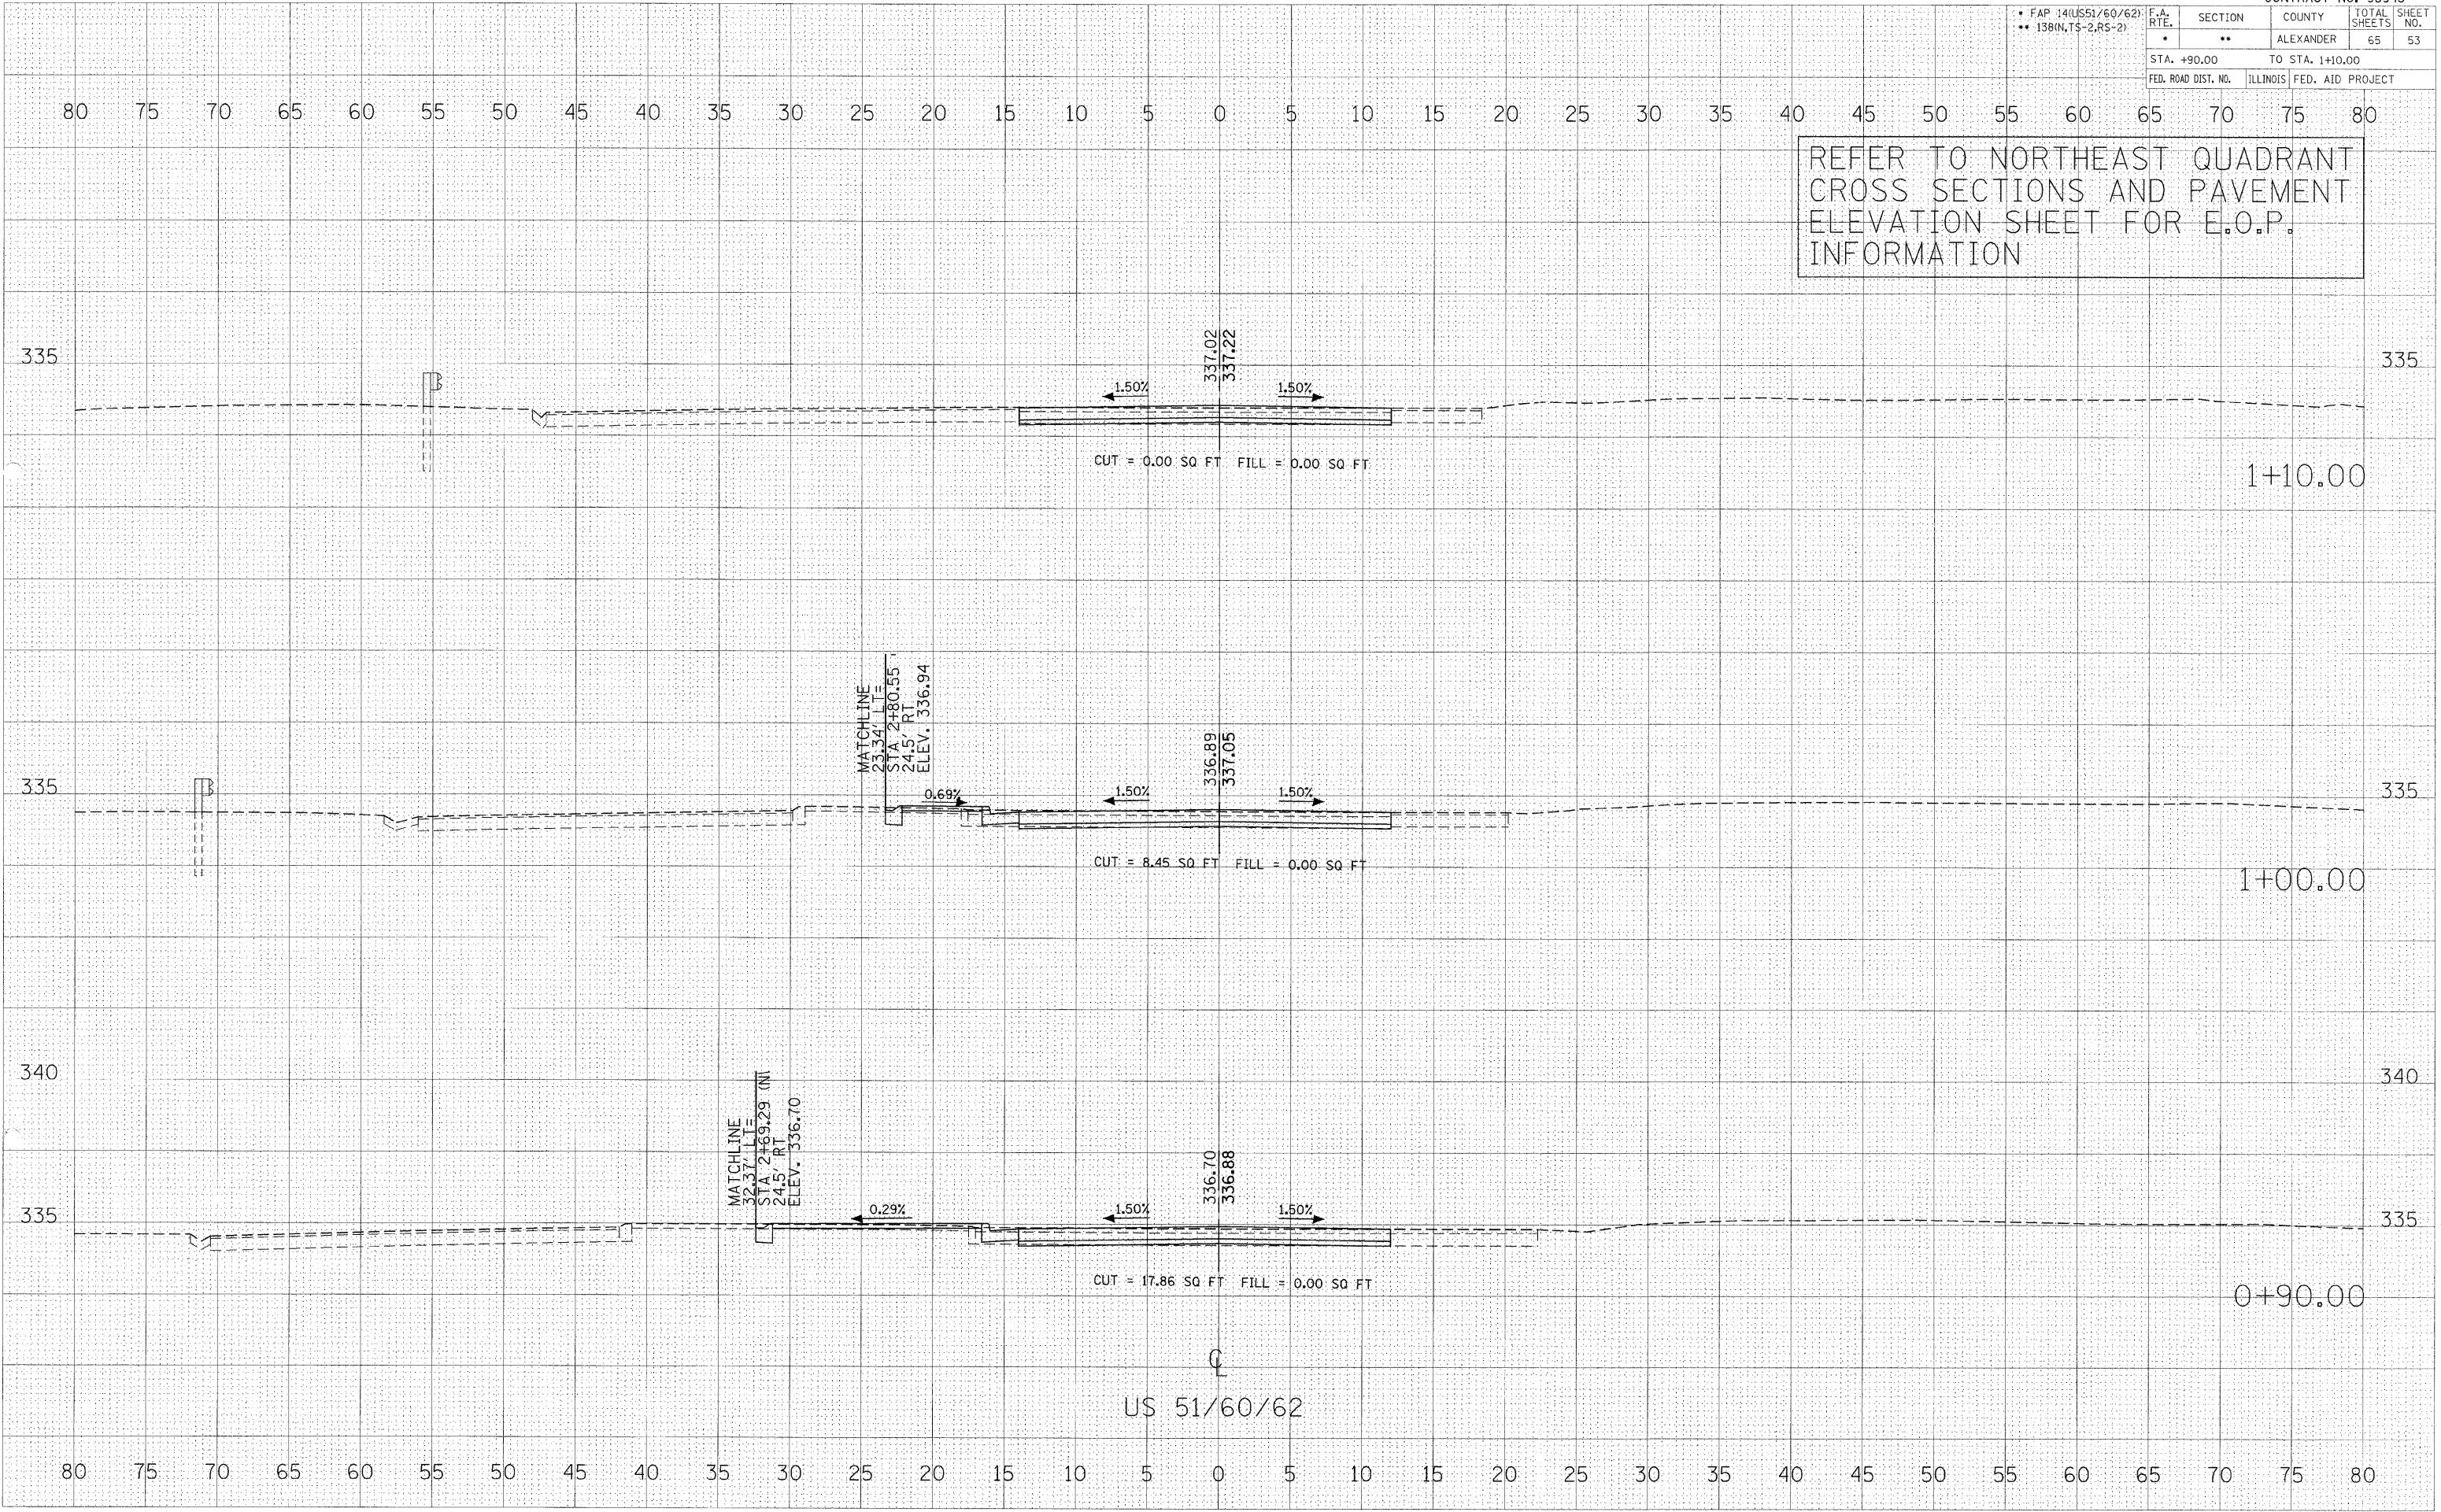 * FAP 14(US51/60/62)
** 138(N,TS-2,RS-2)
F.A. RTE.
SECTION
COUNTY
TOTAL SHEETS
SHEET NO.
*
**
ALEXANDER
65
53
STA. +90.00 TO STA. 1+10.00
FED. ROAD DIST. NO. ILLINOIS FED. AID PROJECT
80 75 70 65 60 55 50 45 40 35 30 25 20 15 10 5 0 5 10 15 20 25 30 35 40 45 50 55 60 65 70 75 80
REFER TO NORTHEAST QUADRANT
CROSS SECTIONS AND PAVEMENT
ELEVATION SHEET FOR E.O.P.
INFORMATION
335
337.02
337.22
335
1.50%
1.50%
CUT = 0.00 SQ FT FILL = 0.00 SQ FT
1+10.00
MATCHLINE
23.34' LT=
STA 2+80.55
24.5' RT
ELEV. 336.94
336.89
337.05
335
335
0.69%
1.50%
1.50%
CUT = 8.45 SQ FT FILL = 0.00 SQ FT
1+00.00
340
340
MATCHLINE
32.37' LT=
STA 2+69.29 (N
24.5' RT
ELEV. 336.70
336.70
336.88
335
335
0.29%
1.50%
1.50%
CUT = 17.86 SQ FT FILL = 0.00 SQ FT
0+90.00
℄
US 51/60/62
80 75 70 65 60 55 50 45 40 35 30 25 20 15 10 5 0 5 10 15 20 25 30 35 40 45 50 55 60 65 70 75 80